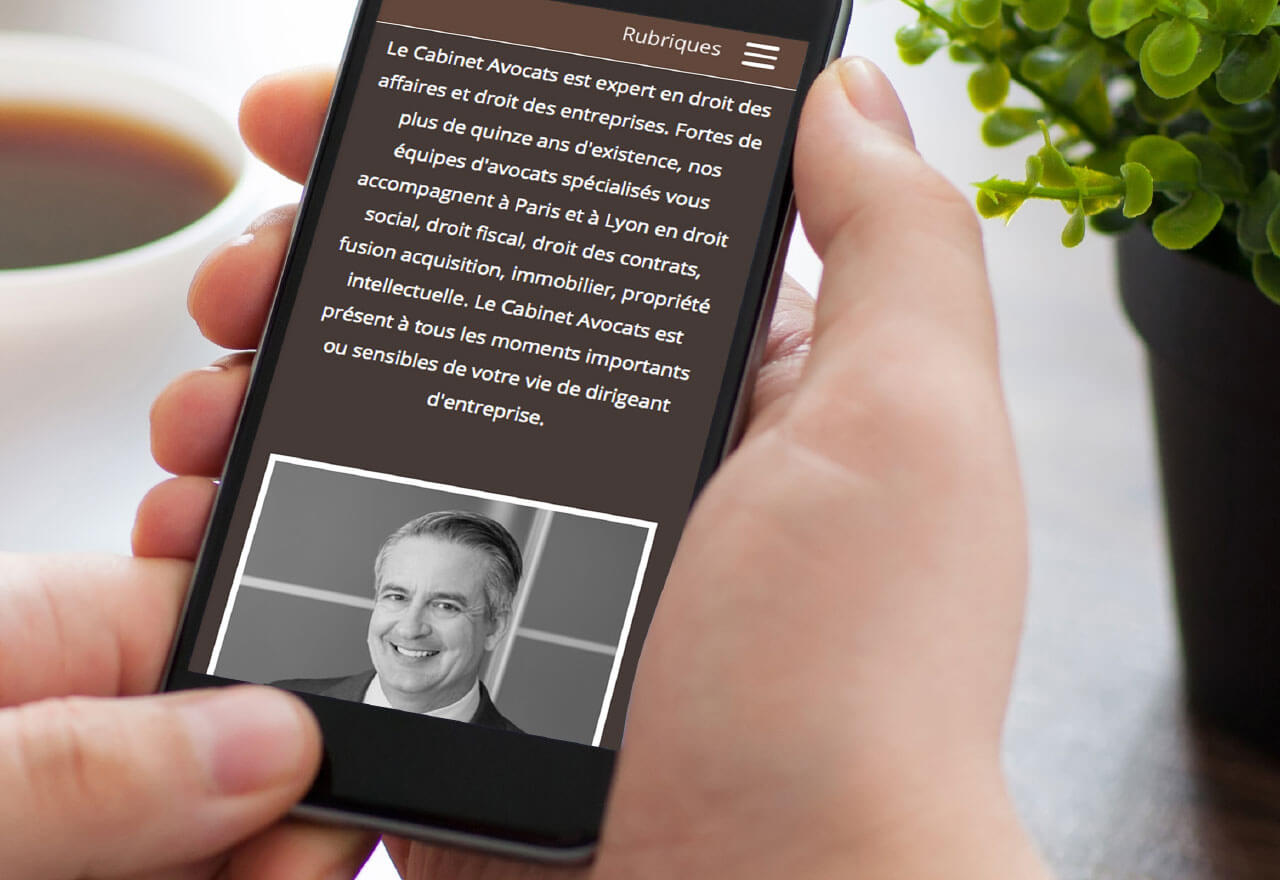 Rubriques
Le Cabinet Avocats est expert en droit des
affaires et droit des entreprises. Fortes de
plus de quinze ans d'existence, nos
équipes d'avocats spécialisés vous
accompagnent à Paris et à Lyon en droit
social, droit fiscal, droit des contrats,
fusion acquisition, immobilier, propriété
intellectuelle. Le Cabinet Avocats est
présent à tous les moments importants
ou sensibles de votre vie de dirigeant
d'entreprise.